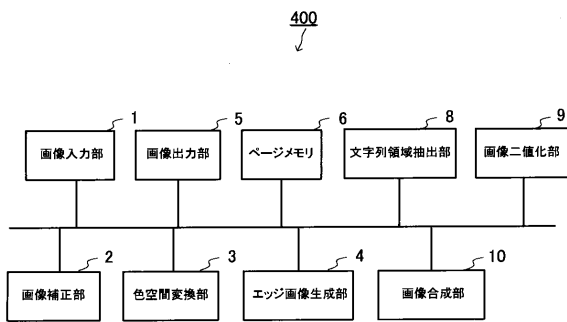 400
1
5
6
8
9
画像入力部
画像出力部
ページメモリ
文字列領域抽出部
画像二値化部
画像補正部
色空間変換部
エッジ画像生成部
画像合成部
2
3
4
10